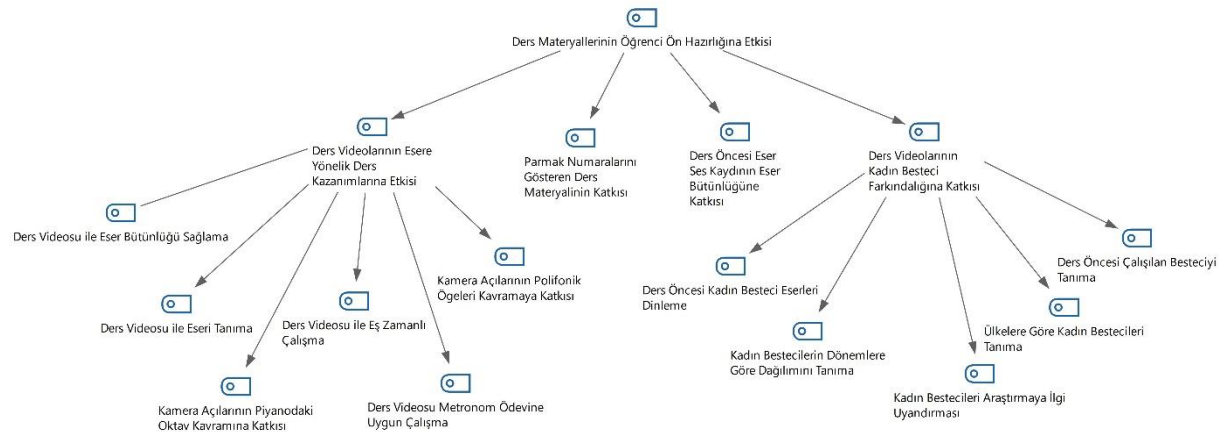 Ders Materyallerinin Öğrenci Ön Hazırlığına Etkisi
Ders Videolarının Esere
Yönelik Ders
Kazanımlarına Etkisi
Parmak Numaralarını
Gösteren Ders
Materyalinin Katkısı
Ders Öncesi Eser
Ses Kaydının Eser
Bütünlüğüne
Katkısı
Ders Videolarının
Kadın Besteci
Farkındalığına Katkısı
Ders Videosu ile Eser Bütünlüğü Sağlama
Ders Videosu ile Eseri Tanıma
Kamera Açılarının Piyanodaki
Oktav Kavramına Katkısı
Ders Videosu ile Eş Zamanlı
Çalışma
Ders Videosu Metronom Ödevine
Uygun Çalışma
Kamera Açılarının Polifonik
Ögeleri Kavramaya Katkısı
Ders Öncesi Kadın Besteci Eserleri
Dinleme
Kadın Bestecilerin Dönemlere
Göre Dağılımını Tanıma
Kadın Bestecileri Araştırmaya İlgi
Uyandırması
Ülkelere Göre Kadın Bestecileri
Tanıma
Ders Öncesi Çalışılan Besteciyi
Tanıma